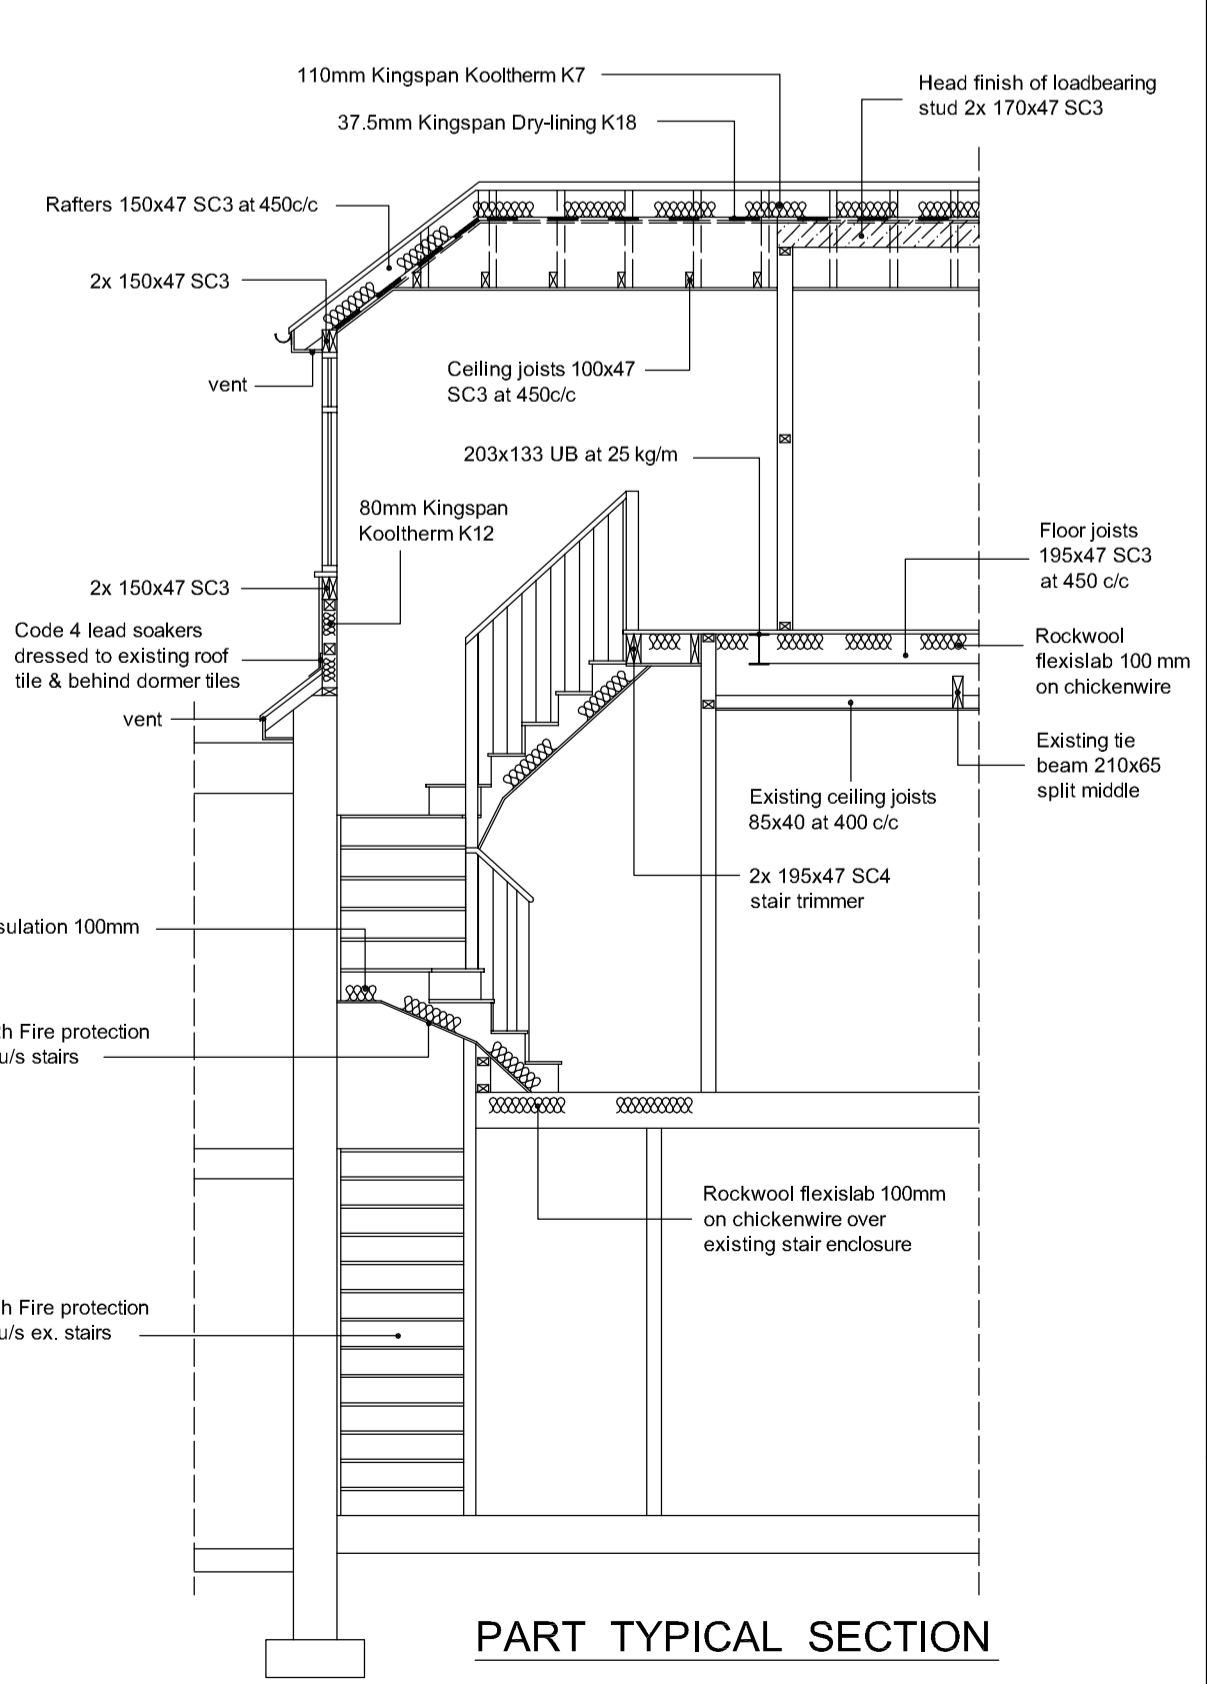 110mm Kingspan Kooltherm K7
Head finish of loadbearing
stud 2x 170x47 SC3
37.5mm Kingspan Dry-lining K18
Rafters 150x47 SC3 at 450c/c
2x 150x47 SC3
vent
Ceiling joists 100x47
SC3 at 450c/c
203x133 UB at 25 kg/m
80mm Kingspan
Kooltherm K12
Floor joists
195x47 SC3
at 450 c/c
2x 150x47 SC3
Code 4 lead soakers
dressed to existing roof
tile & behind dormer tiles
Rockwool
flexislab 100 mm
on chickenwire
vent
Existing tie
beam 210x65
split middle
Existing ceiling joists
85x40 at 400 c/c
2x 195x47 SC4
stair trimmer
sulation 100mm
h Fire protection
u/s stairs
Rockwool flexislab 100mm
on chickenwire over
existing stair enclosure
h Fire protection
u/s ex. stairs
PART TYPICAL SECTION